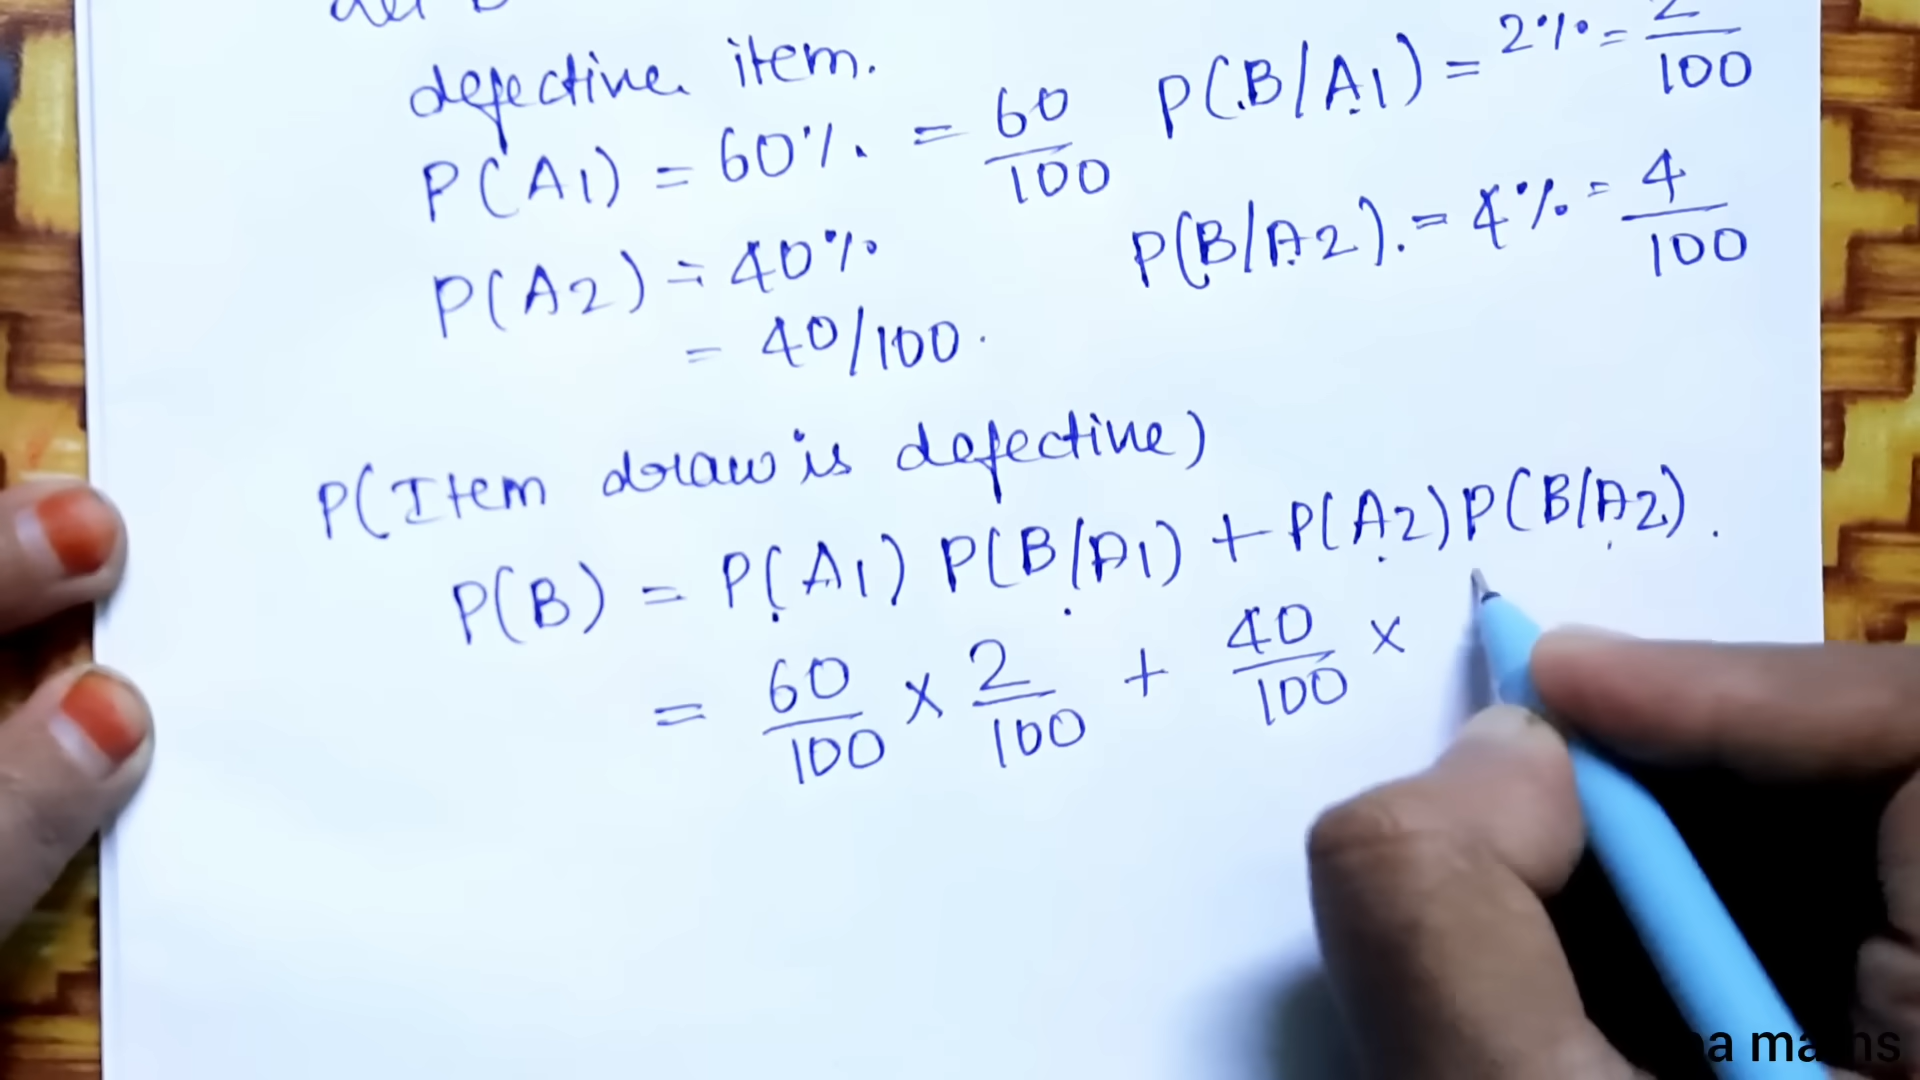 defective item.
P(A1) = 60% = 60/100
P(B/A1) = 2% = 2/100
P(A2) = 40%
= 40/100.
P(B/A2). = 4% = 4/100
P(Item draw is defective)
P(B) = P(A1) P(B/A1) + P(A2) P(B/A2).
= 60/100 × 2/100 + 40/100 ×